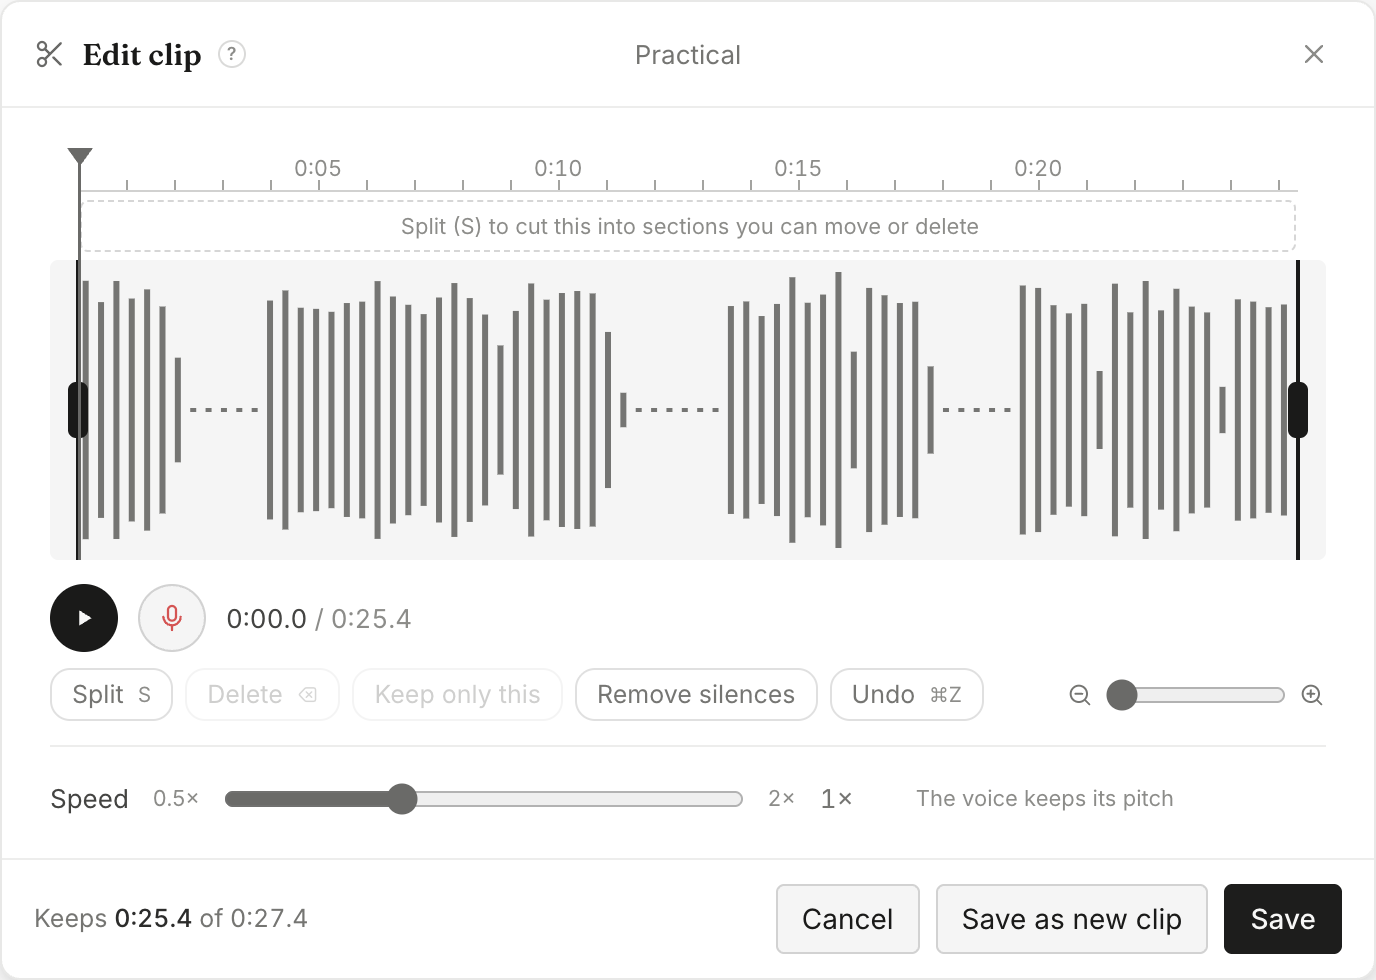 Edit clip ?
Practical
0:05 0:10 0:15 0:20
Split (S) to cut this into sections you can move or delete
0:00.0 / 0:25.4
Split S Delete Keep only this Remove silences Undo ⌘Z
Speed 0.5× 2× 1× The voice keeps its pitch
Keeps 0:25.4 of 0:27.4 Cancel Save as new clip Save